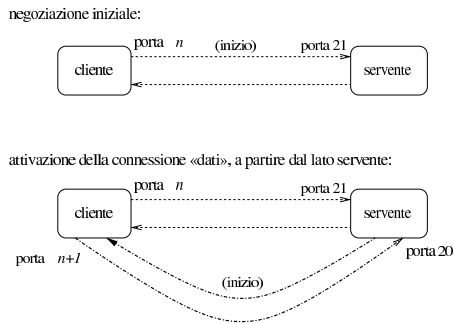 negoziazione iniziale:
porta n (inizio) porta 21
cliente servente
attivazione della connessione «dati», a partire dal lato servente:
porta n porta 21
cliente servente
porta n+1 porta 20
(inizio)